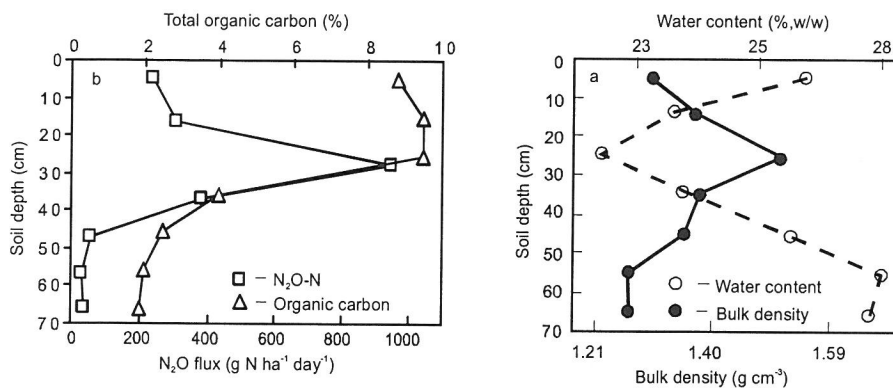 Total organic carbon (%)
0 2 4 6 8 10
b
0
10
20
30
40
50
60
70
Soil depth (cm)
N₂O-N
Organic carbon
0 200 400 600 800 1000
N₂O flux (g N ha⁻¹ day⁻¹)
Water content (%,w/w)
23 25.5 28
a
0
10
20
30
40
50
60
70
Soil depth (cm)
Water content
Bulk density
1.21 1.40 1.59
Bulk density (g cm⁻³)